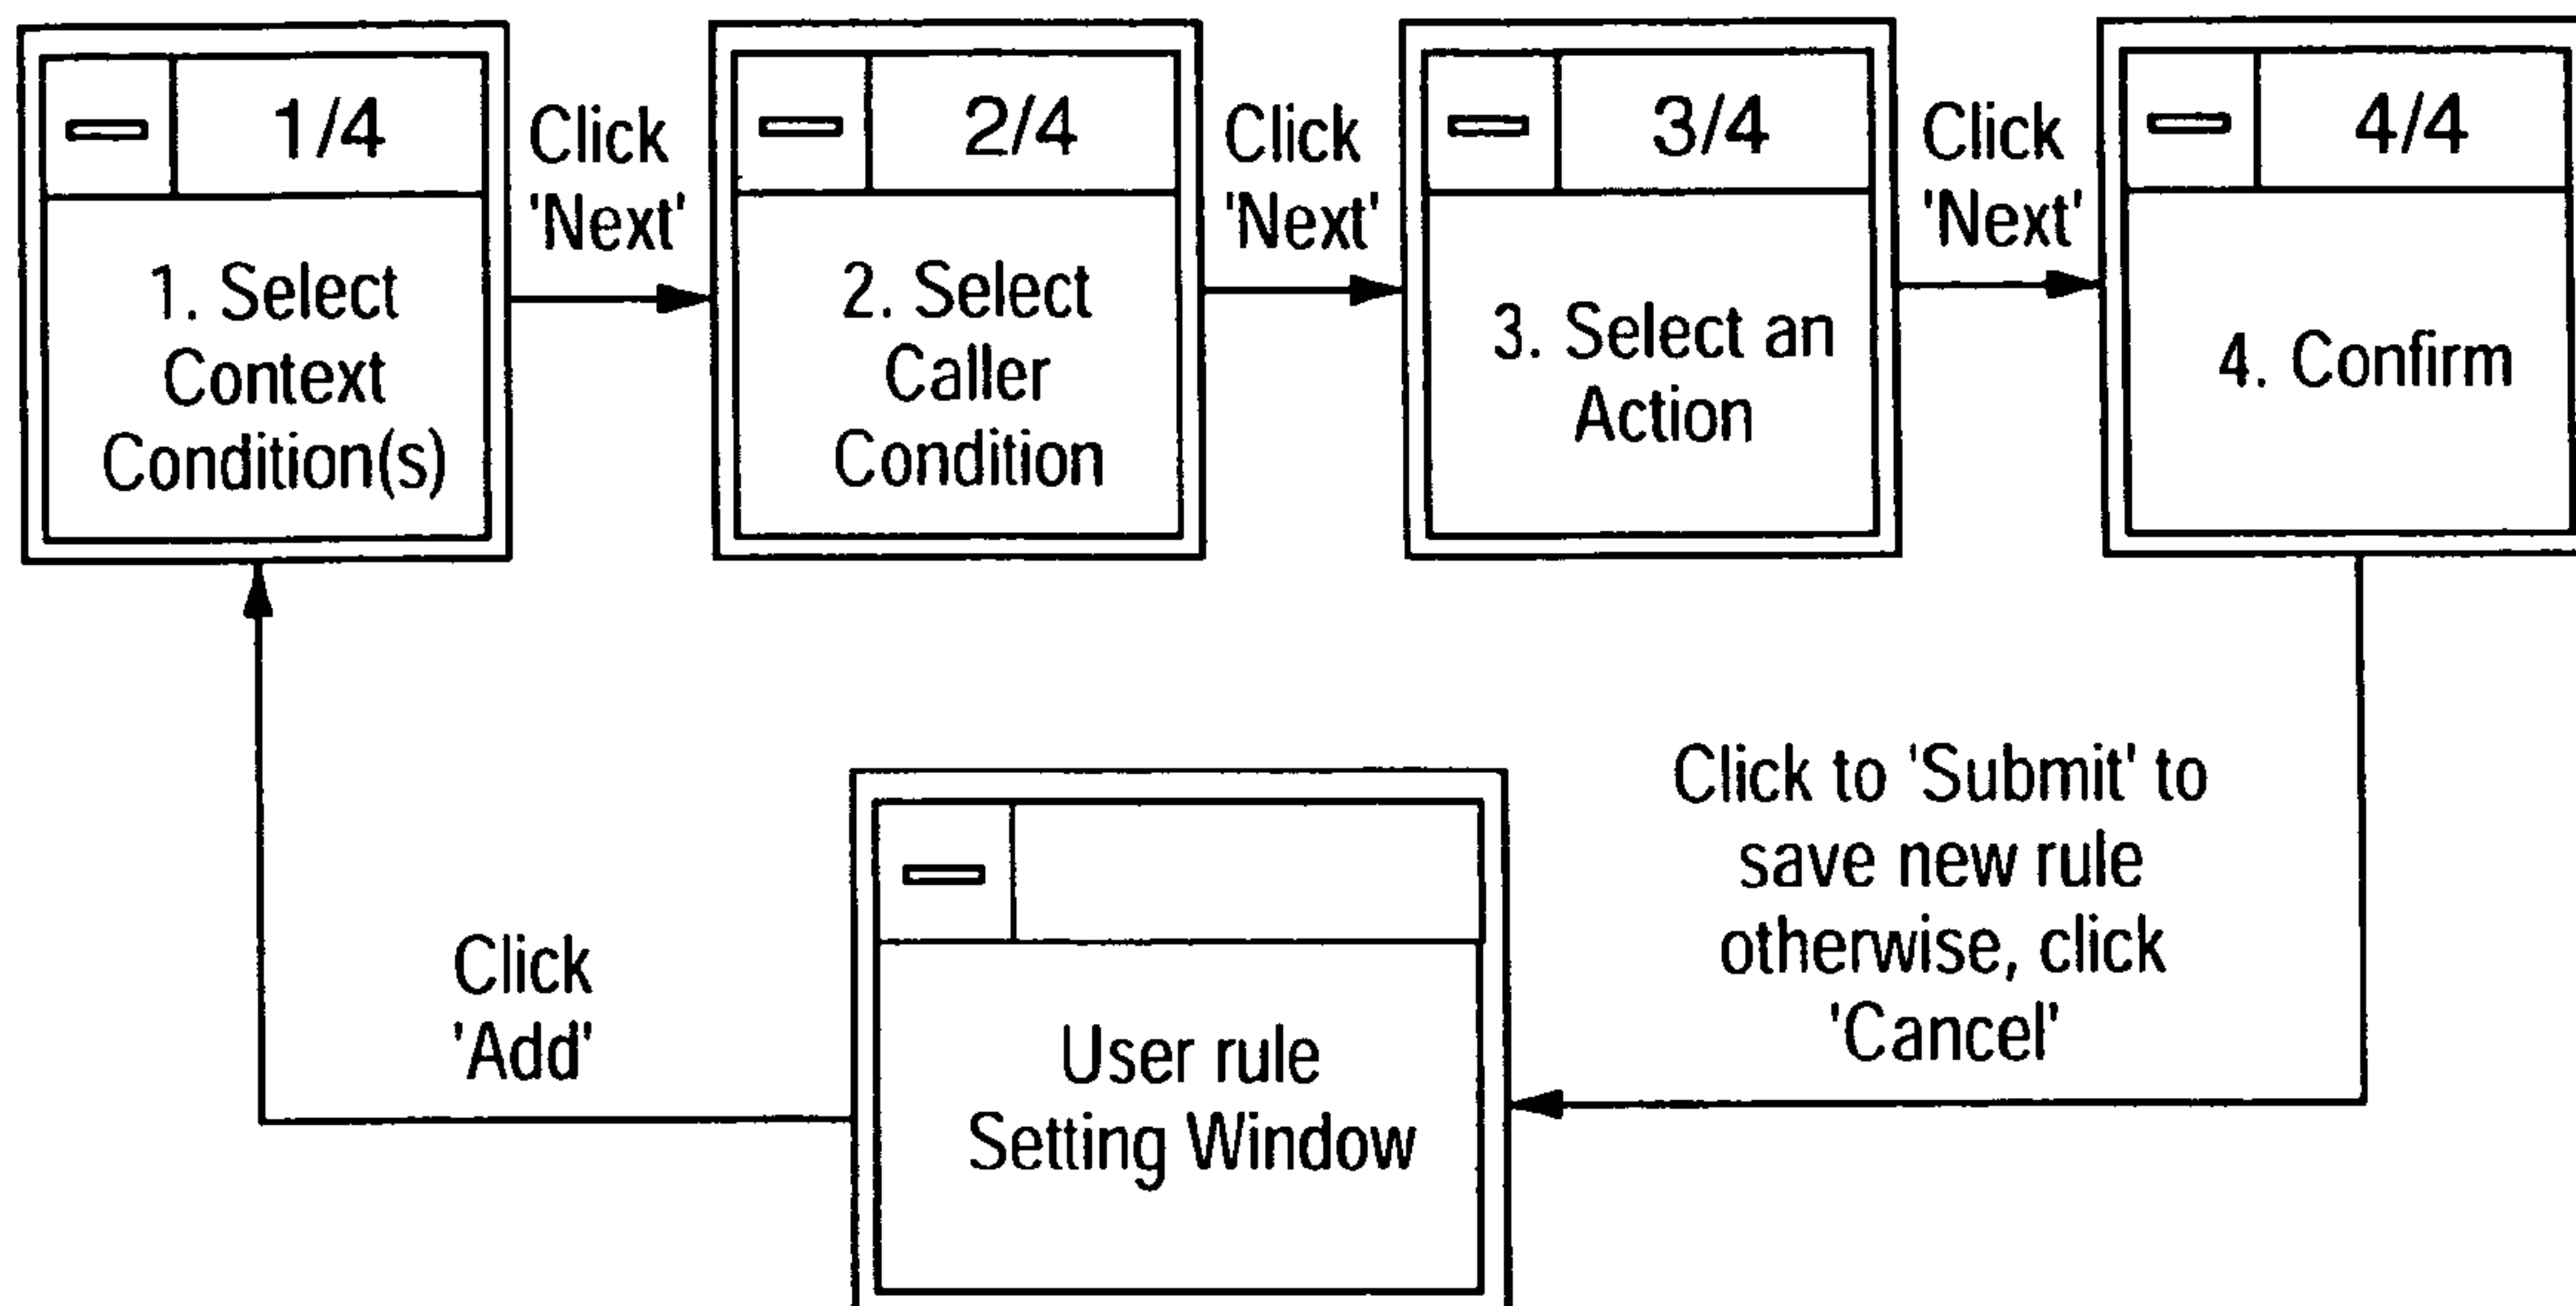 1/4
1. Select
Context
Condition(s)
Click
'Next'
2/4
2. Select
Caller
Condition
Click
'Next'
3/4
3. Select an
Action
Click
'Next'
4/4
4. Confirm
Click to 'Submit' to
save new rule
otherwise, click
'Cancel'
User rule
Setting Window
Click
'Add'